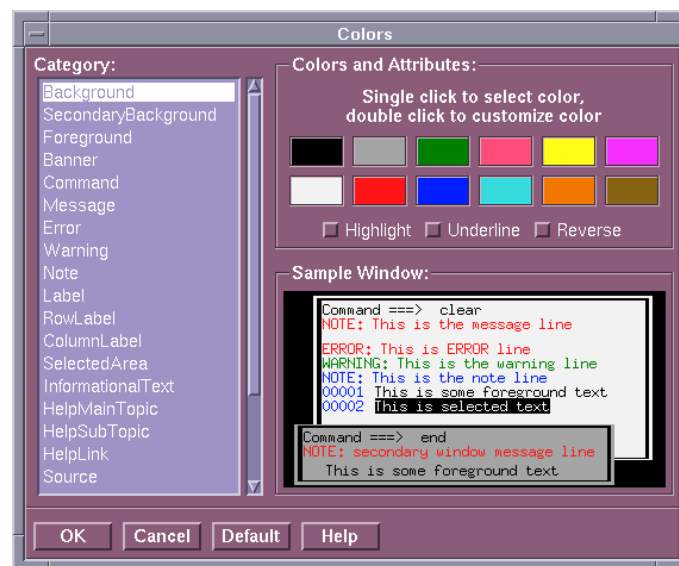 Colors
Category:
Background
SecondaryBackground
Foreground
Banner
Command
Message
Error
Warning
Note
Label
RowLabel
ColumnLabel
SelectedArea
InformationalText
HelpMainTopic
HelpSubTopic
HelpLink
Source
Colors and Attributes:
Single click to select color,
double click to customize color
Highlight Underline Reverse
Sample Window:
Command ===> clear
NOTE: This is the message line
ERROR: This is ERROR line
WARNING: This is the warning line
NOTE: This is the note line
00001 This is some foreground text
00002 This is selected text
Command ===> end
NOTE: secondary window message line
This is some foreground text
OK Cancel Default Help